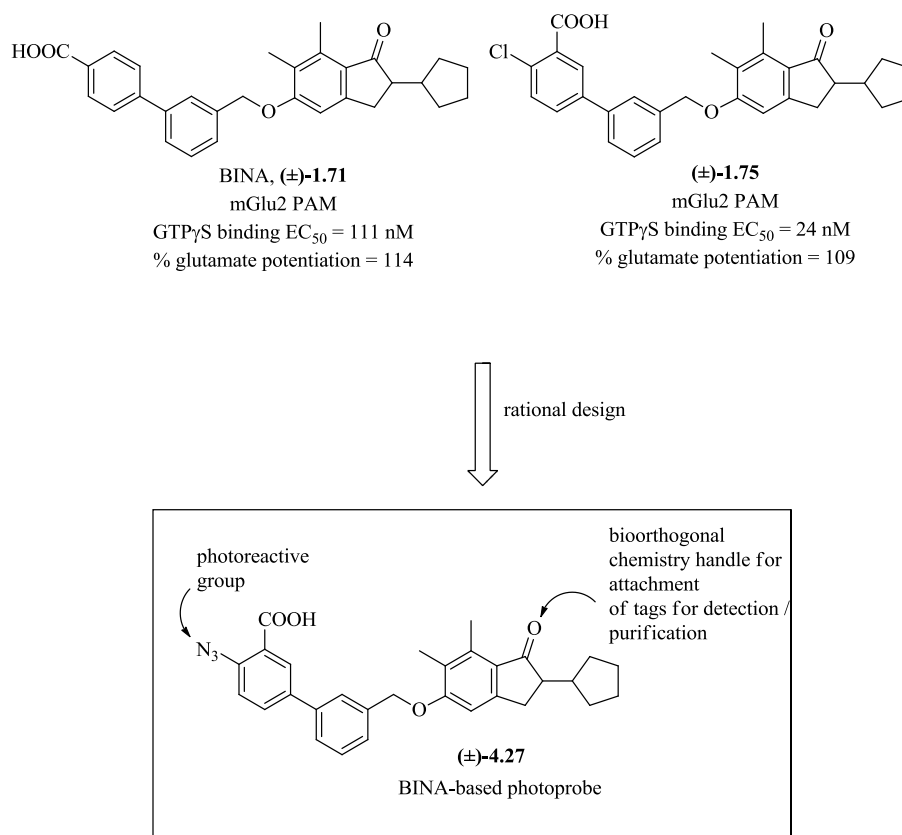 HOOC
O
O
BINA, (±)-1.71
mGlu2 PAM
GTPγS binding EC50 = 111 nM
% glutamate potentiation = 114
COOH
Cl
O
O
(±)-1.75
mGlu2 PAM
GTPγS binding EC50 = 24 nM
% glutamate potentiation = 109
rational design
photoreactive
group
bioorthogonal
chemistry handle for
attachment
of tags for detection /
purification
N3
COOH
O
O
(±)-4.27
BINA-based photoprobe